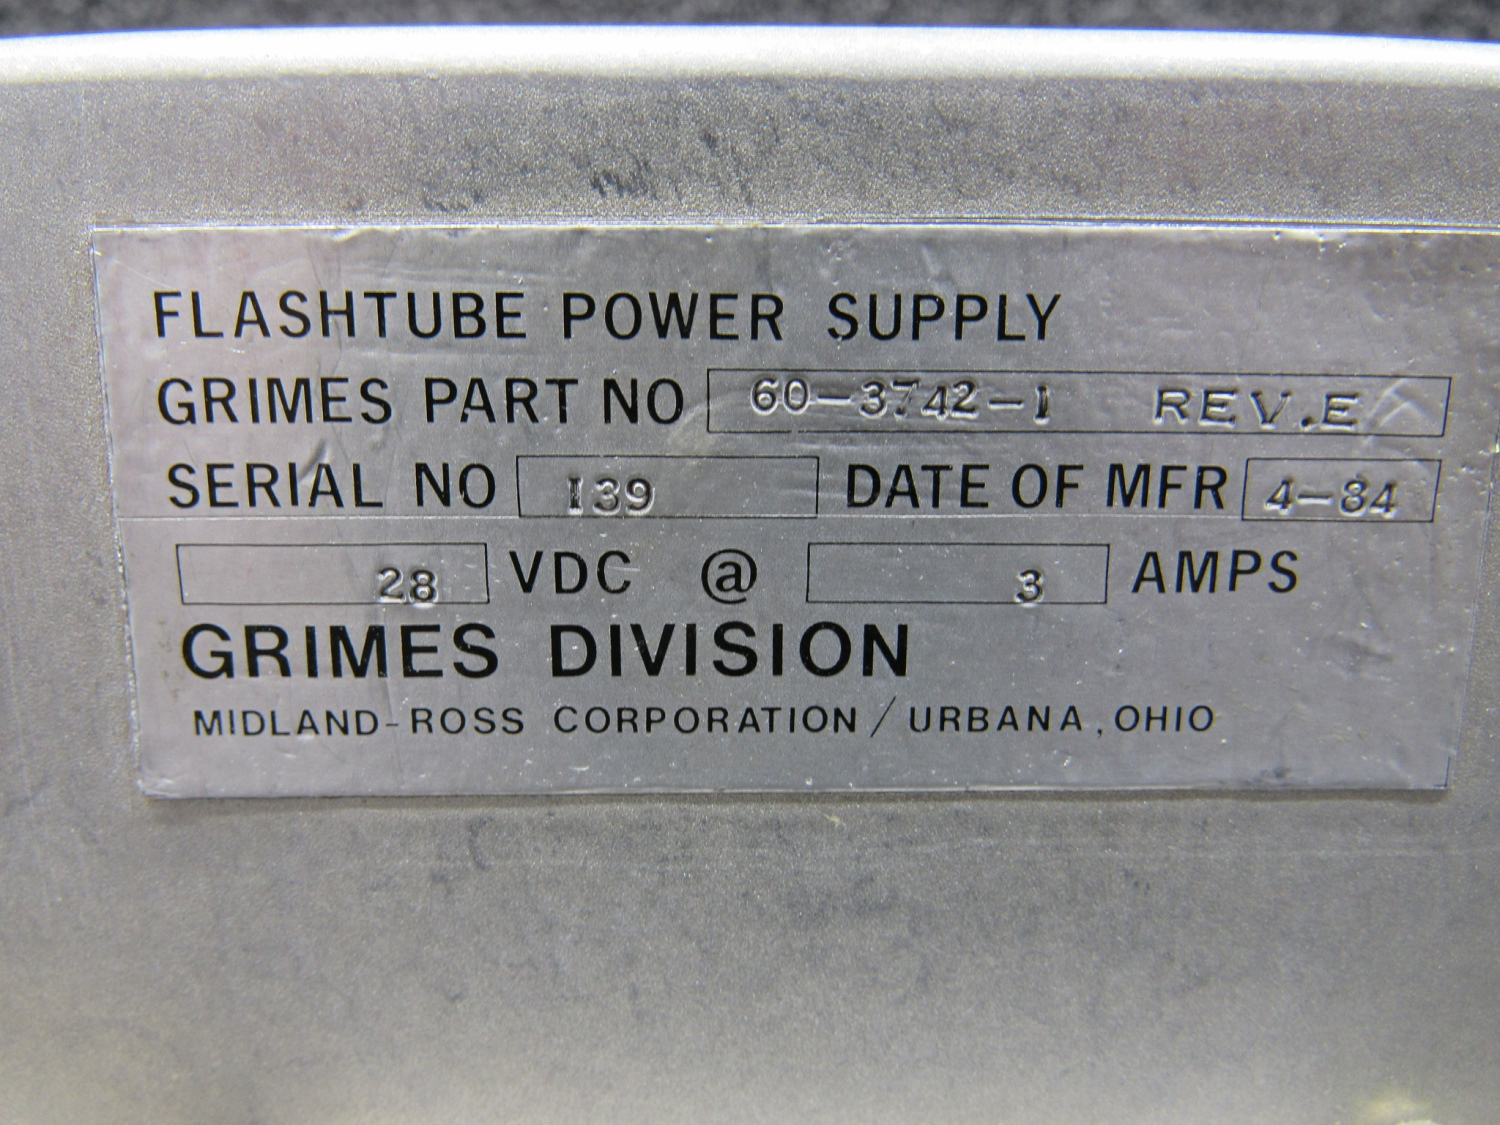 FLASHTUBE POWER SUPPLY
GRIMES PART NO 60-3742-1 REV.E
SERIAL NO 139 DATE OF MFR 4-84
28 VDC @ 3 AMPS
GRIMES DIVISION
MIDLAND-ROSS CORPORATION / URBANA, OHIO